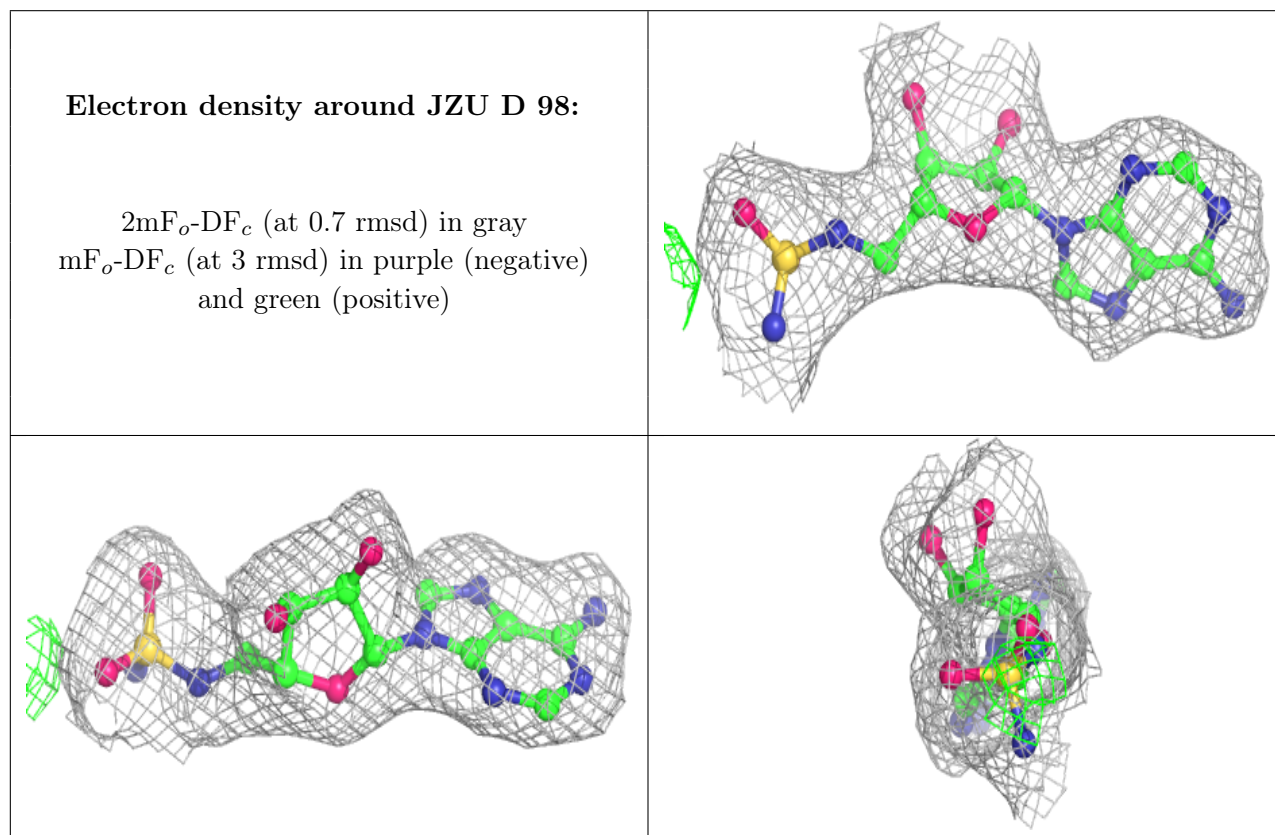 Electron density around JZU D 98:
2mFo-DFc (at 0.7 rmsd) in gray
mFo-DFc (at 3 rmsd) in purple (negative)
and green (positive)